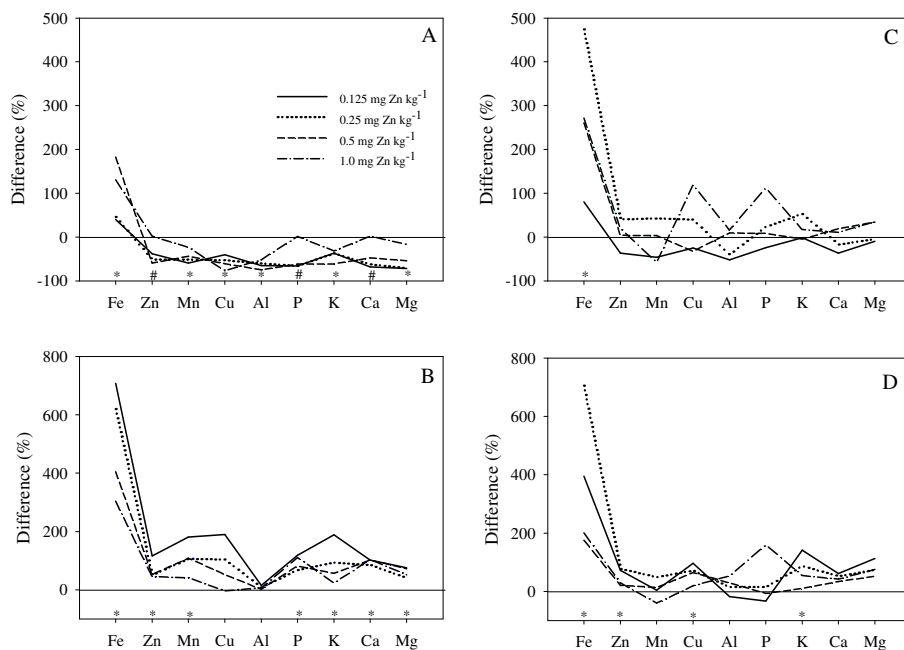 A
500
400
300
200
100
0
-100
Difference (%)
0.125 mg Zn kg-1
0.25 mg Zn kg-1
0.5 mg Zn kg-1
1.0 mg Zn kg-1
* # * * * # * # *
Fe Zn Mn Cu Al P K Ca Mg
C
500
400
300
200
100
0
-100
Difference (%)
*
Fe Zn Mn Cu Al P K Ca Mg
B
800
600
400
200
0
Difference (%)
* * * * * * *
Fe Zn Mn Cu Al P K Ca Mg
D
800
600
400
200
0
Difference (%)
* * * *
Fe Zn Mn Cu Al P K Ca Mg